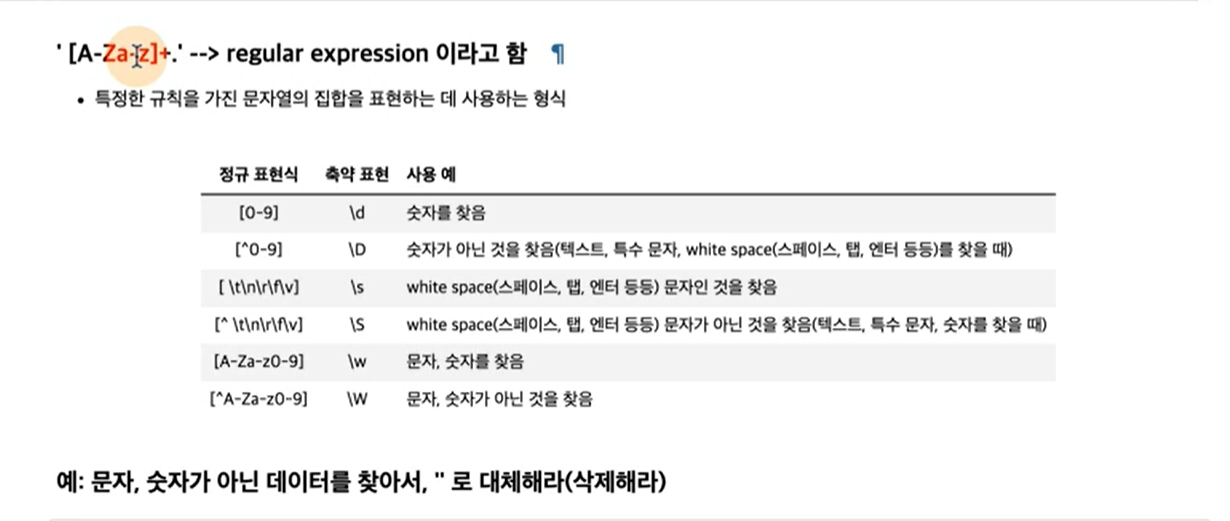 ' [A-Za-z]+.' --> regular expression 이라고 함 ¶
• 특정한 규칙을 가진 문자열의 집합을 표현하는 데 사용하는 형식
정규 표현식 축약 표현 사용 예
[0-9] \d 숫자를 찾음
[^0-9] \D 숫자가 아닌 것을 찾음(텍스트, 특수 문자, white space(스페이스, 탭, 엔터 등등)를 찾을 때)
[ \t\n\r\f\v] \s white space(스페이스, 탭, 엔터 등등) 문자인 것을 찾음
[^ \t\n\r\f\v] \S white space(스페이스, 탭, 엔터 등등) 문자가 아닌 것을 찾음(텍스트, 특수 문자, 숫자를 찾을 때)
[A-Za-z0-9] \w 문자, 숫자를 찾음
[^A-Za-z0-9] \W 문자, 숫자가 아닌 것을 찾음
예: 문자, 숫자가 아닌 데이터를 찾아서, '' 로 대체해라(삭제해라)